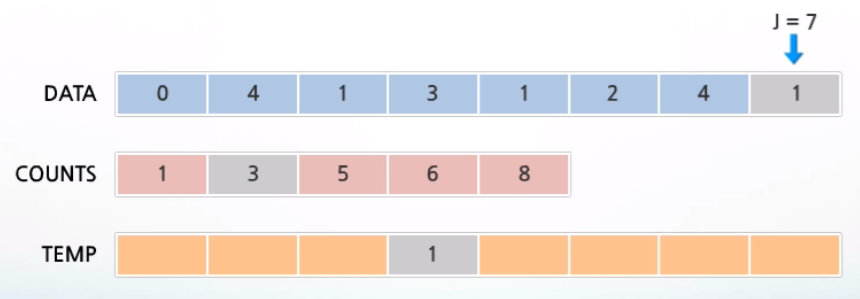 J = 7
DATA 0 4 1 3 1 2 4 1
COUNTS 1 3 5 6 8
TEMP 1